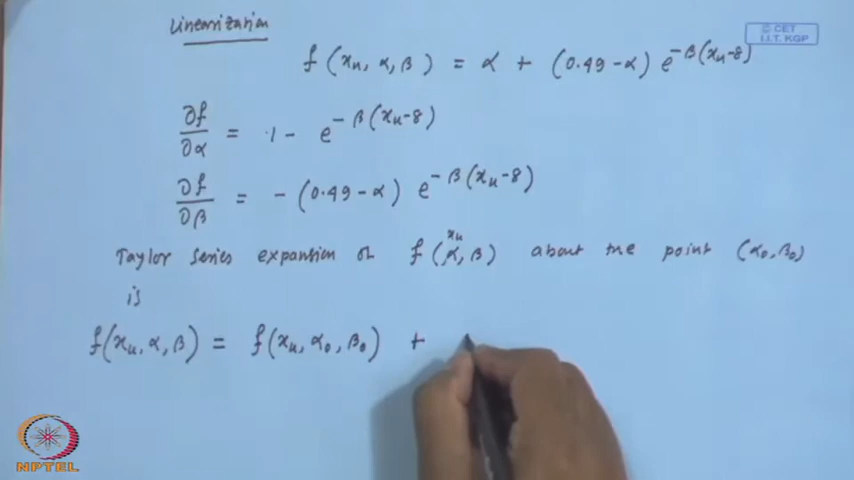 Linearization
© CET
I.I.T. KGP
f (xu, α, β) = α + (0.49 - α) e^{-β(xu-8)}
∂f/∂α = 1 - e^{-β(xu-8)}
∂f/∂β = - (0.49 - α) e^{-β(xu-8)}
Taylor series expansion of f(xu, α, β) about the point (α0, β0)
is
f(xu, α, β) = f(xu, α0, β0) +
NPTEL